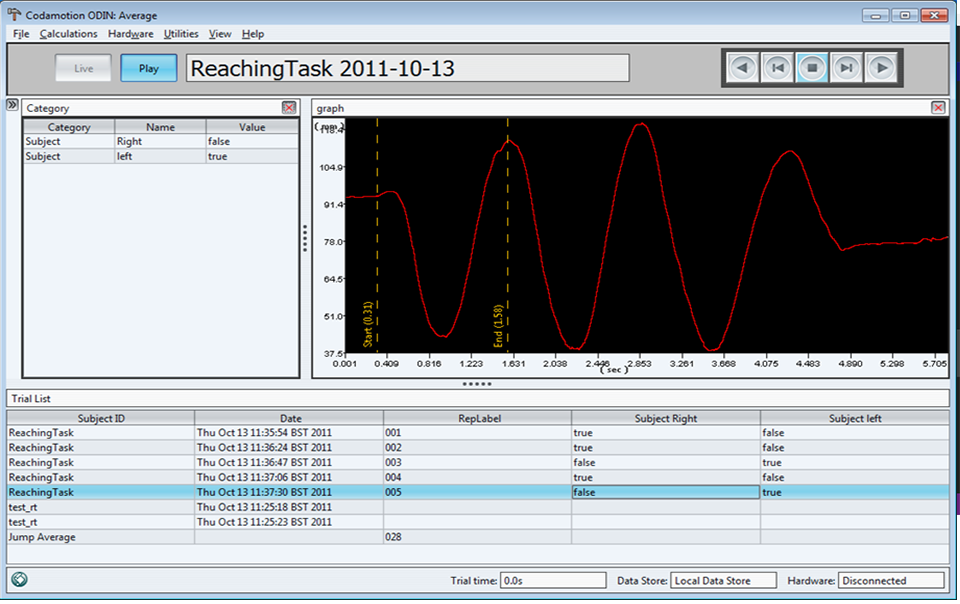 Codamotion ODIN: Average
File Calculations Hardware Utilities View Help
Live Play ReachingTask 2011-10-13
Category
Category Name Value
Subject Right false
Subject left true
graph
(mm)
118.4
104.9
91.4
78.0
64.5
51.0
37.5
Start (0.31)
End (1.58)
0.001 0.409 0.816 1.223 1.631 2.038 2.446 2.853 3.261 3.668 4.075 4.483 4.890 5.298 5.705
(sec)
Trial List
Subject ID Date RepLabel Subject Right Subject left
ReachingTask Thu Oct 13 11:35:54 BST 2011 001 true false
ReachingTask Thu Oct 13 11:36:24 BST 2011 002 true false
ReachingTask Thu Oct 13 11:36:47 BST 2011 003 false true
ReachingTask Thu Oct 13 11:37:06 BST 2011 004 true false
ReachingTask Thu Oct 13 11:37:30 BST 2011 005 false true
test_rt Thu Oct 13 11:25:18 BST 2011
test_rt Thu Oct 13 11:25:23 BST 2011
Jump Average 028
Trial time: 0.0s Data Store: Local Data Store Hardware: Disconnected